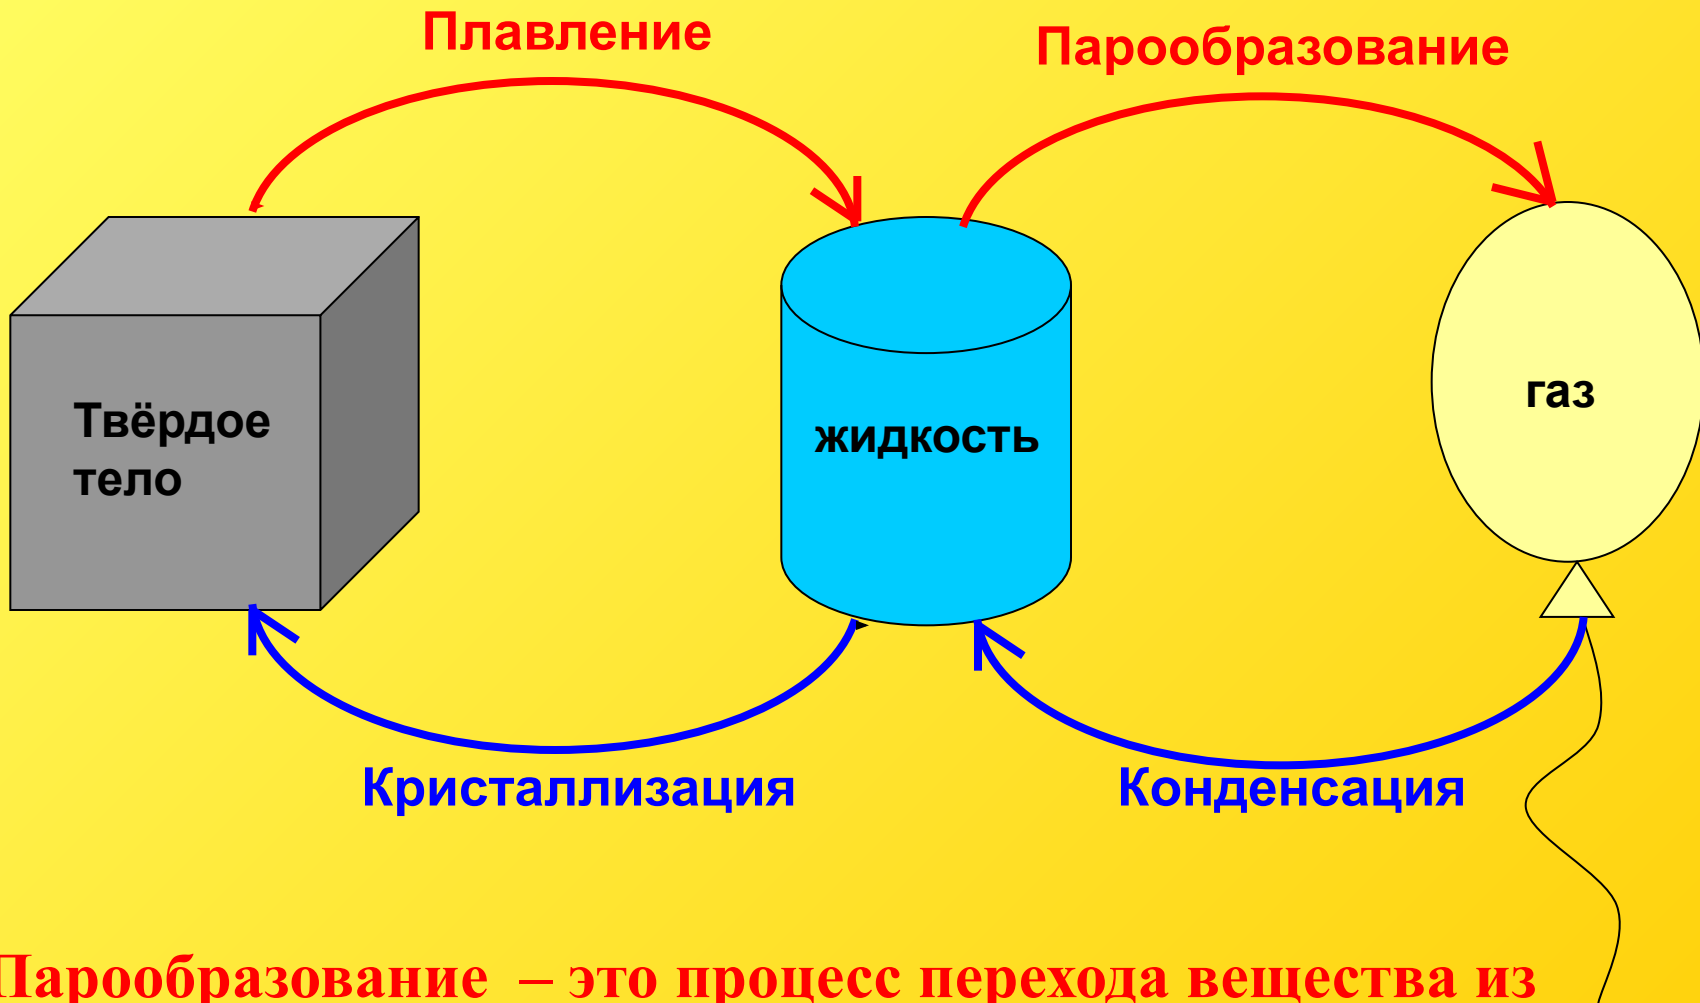 Плавление
Парообразование
Твёрдое
тело
жидкость
газ
Кристаллизация
Конденсация
Парообразование – это процесс перехода вещества из